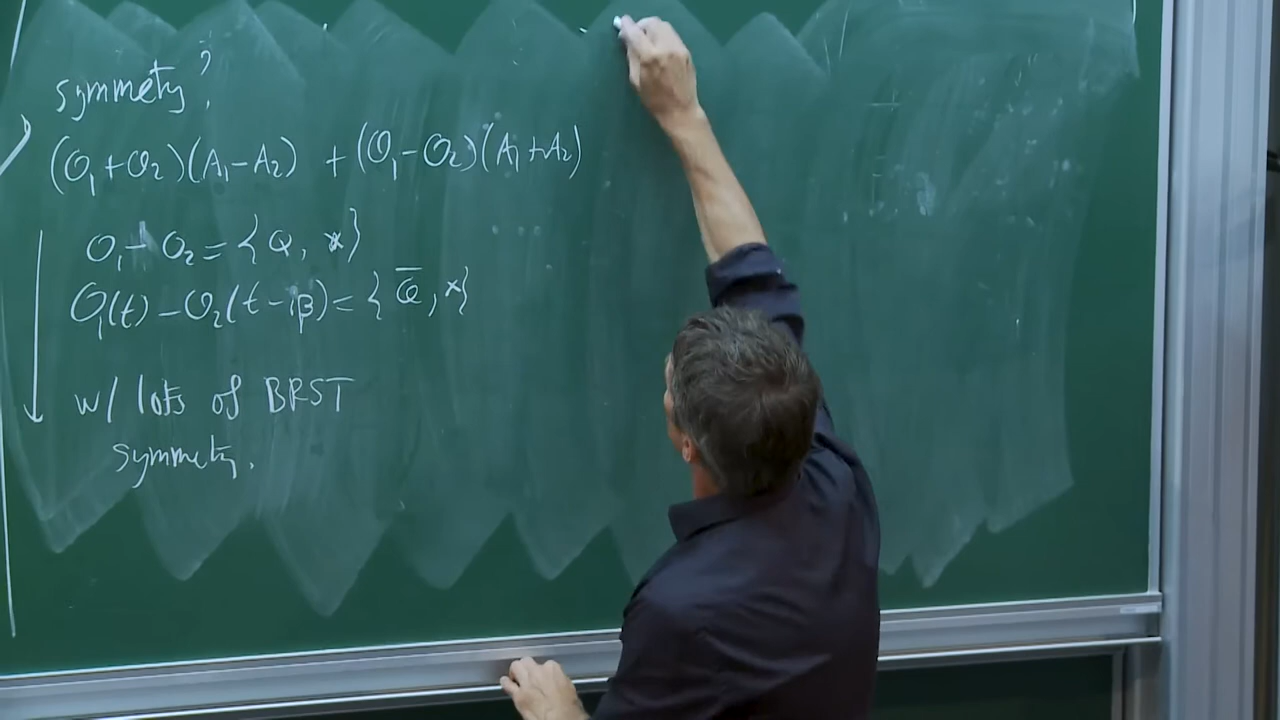 symmetry?
(O₁+O₂)(A₁-A₂) + (O₁-O₂)(A₁+A₂)
O₁-O₂ = {Q, *}
O₁(t) - O₂(t-iβ) = {Q̅, *}
w/ lots of BRST
symmetry.